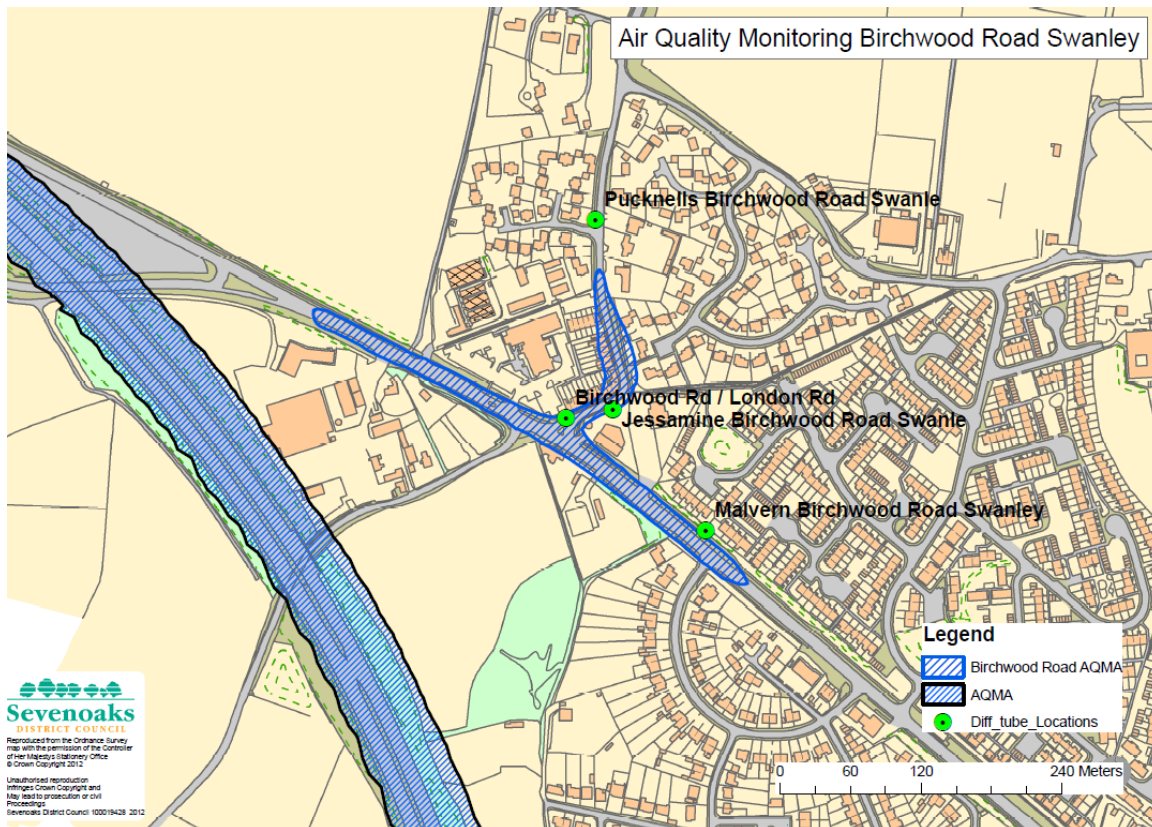 Air Quality Monitoring Birchwood Road Swanley
Pucknells Birchwood Road Swanle
Birchwood Rd / London Rd
Jessamine Birchwood Road Swanle
Malvern Birchwood Road Swanley
Legend
Birchwood Road AQMA
AQMA
Diff_tube_Locations
0 60 120 240 Meters
Sevenoaks
DISTRICT COUNCIL
Reproduced from the Ordnance Survey
map with the permission of the Controller
of Her Majestys Stationery Office
© Crown Copyright 2012
Unauthorised reproduction
Infringes Crown Copyright and
May lead to prosecution or civil
Proceedings
Sevenoaks District Council 100019428 2012